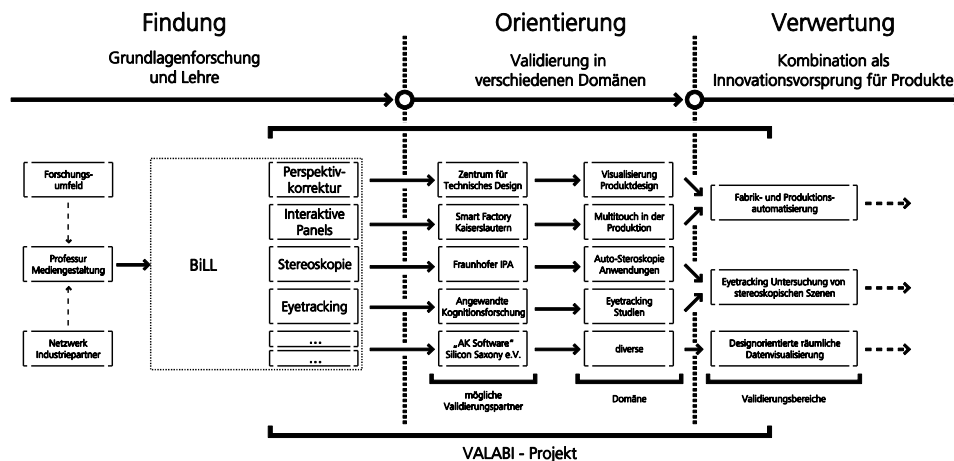 Findung
Orientierung
Verwertung
Grundlagenforschung
und Lehre
Validierung in
verschiedenen Domänen
Kombination als
Innovationsvorsprung für Produkte
Forschungs-
umfeld
Professur
Mediengestaltung
Netzwerk
Industriepartner
BiLL
Perspektiv-
korrektur
Interaktive
Panels
Stereoskopie
Eyetracking
...
...
Zentrum für
Technisches Design
Smart Factory
Kaiserslautern
Fraunhofer IPA
Angewandte
Kognitionsforschung
„AK Software“
Silicon Saxony e.V.
mögliche
Validierungspartner
Visualisierung
Produktdesign
Multitouch in der
Produktion
Auto-Steroskopie
Anwendungen
Eyetracking
Studien
diverse
Domäne
Fabrik- und Produktions-
automatisierung
Eyetracking Untersuchung von
stereoskopischen Szenen
Designorientierte räumliche
Datenvisualisierung
Validierungsbereiche
VALABI - Projekt